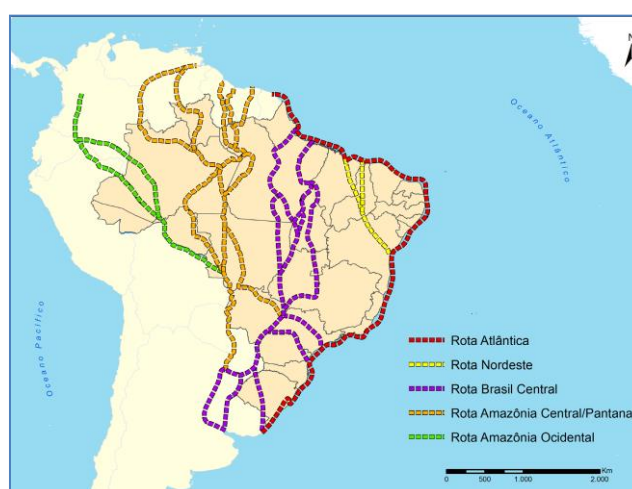 N
Oceano Atlântico
Oceano Pacífico
Rota Atlântica
Rota Nordeste
Rota Brasil Central
Rota Amazônia Central/Pantana
Rota Amazônia Ocidental
Km
0 500 1.000 2.000